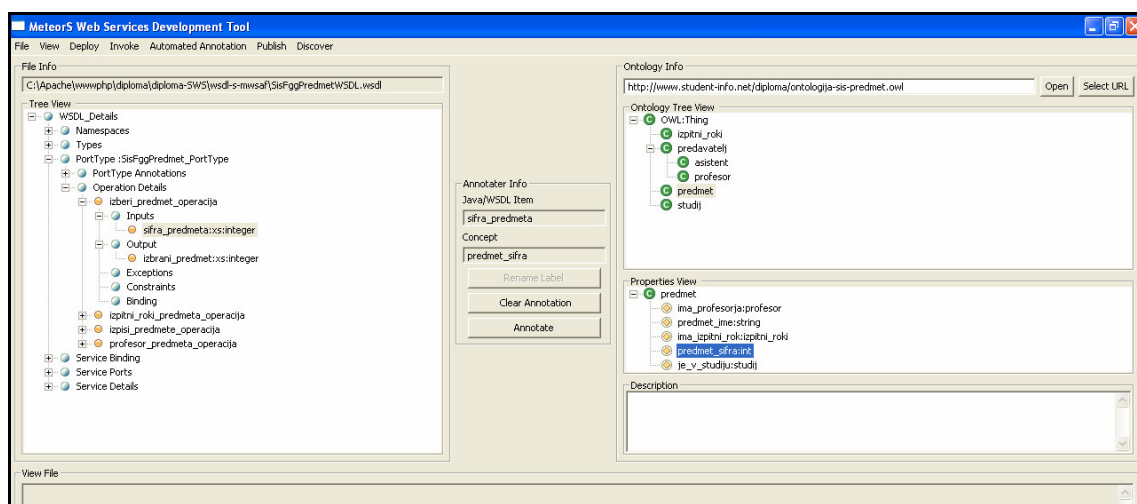 MeteorS Web Services Development Tool
File View Deploy Invoke Automated Annotation Publish Discover
File Info
C:\Apache\wwwphp\diploma\diploma-SWS\wsdl-s-mwsaf\SisFggPredmetWSDL.wsdl
Tree View
WSDL_Details
Namespaces
Types
PortType :SisFggPredmet_PortType
PortType Annotations
Operation Details
izberi_predmet_operacija
Inputs
sifra_predmeta:xs:integer
Output
izbrani_predmet:xs:integer
Exceptions
Constraints
Binding
izpitni_roki_predmeta_operacija
izpisi_predmete_operacija
profesor_predmeta_operacija
Service Binding
Service Ports
Service Details
Annotater Info
Java/WSDL Item
sifra_predmeta
Concept
predmet_sifra
Rename Label
Clear Annotation
Annotate
Ontology Info
http://www.student-info.net/diploma/ontologija-sis-predmet.owl Open Select URL
Ontology Tree View
OWL:Thing
izpitni_roki
predavatelj
asistent
profesor
predmet
studij
Properties View
predmet
ima_profesorja:profesor
predmet_ime:string
ima_izpitni_rok:izpitni_roki
predmet_sifra:int
je_v_studiju:studij
Description
View File